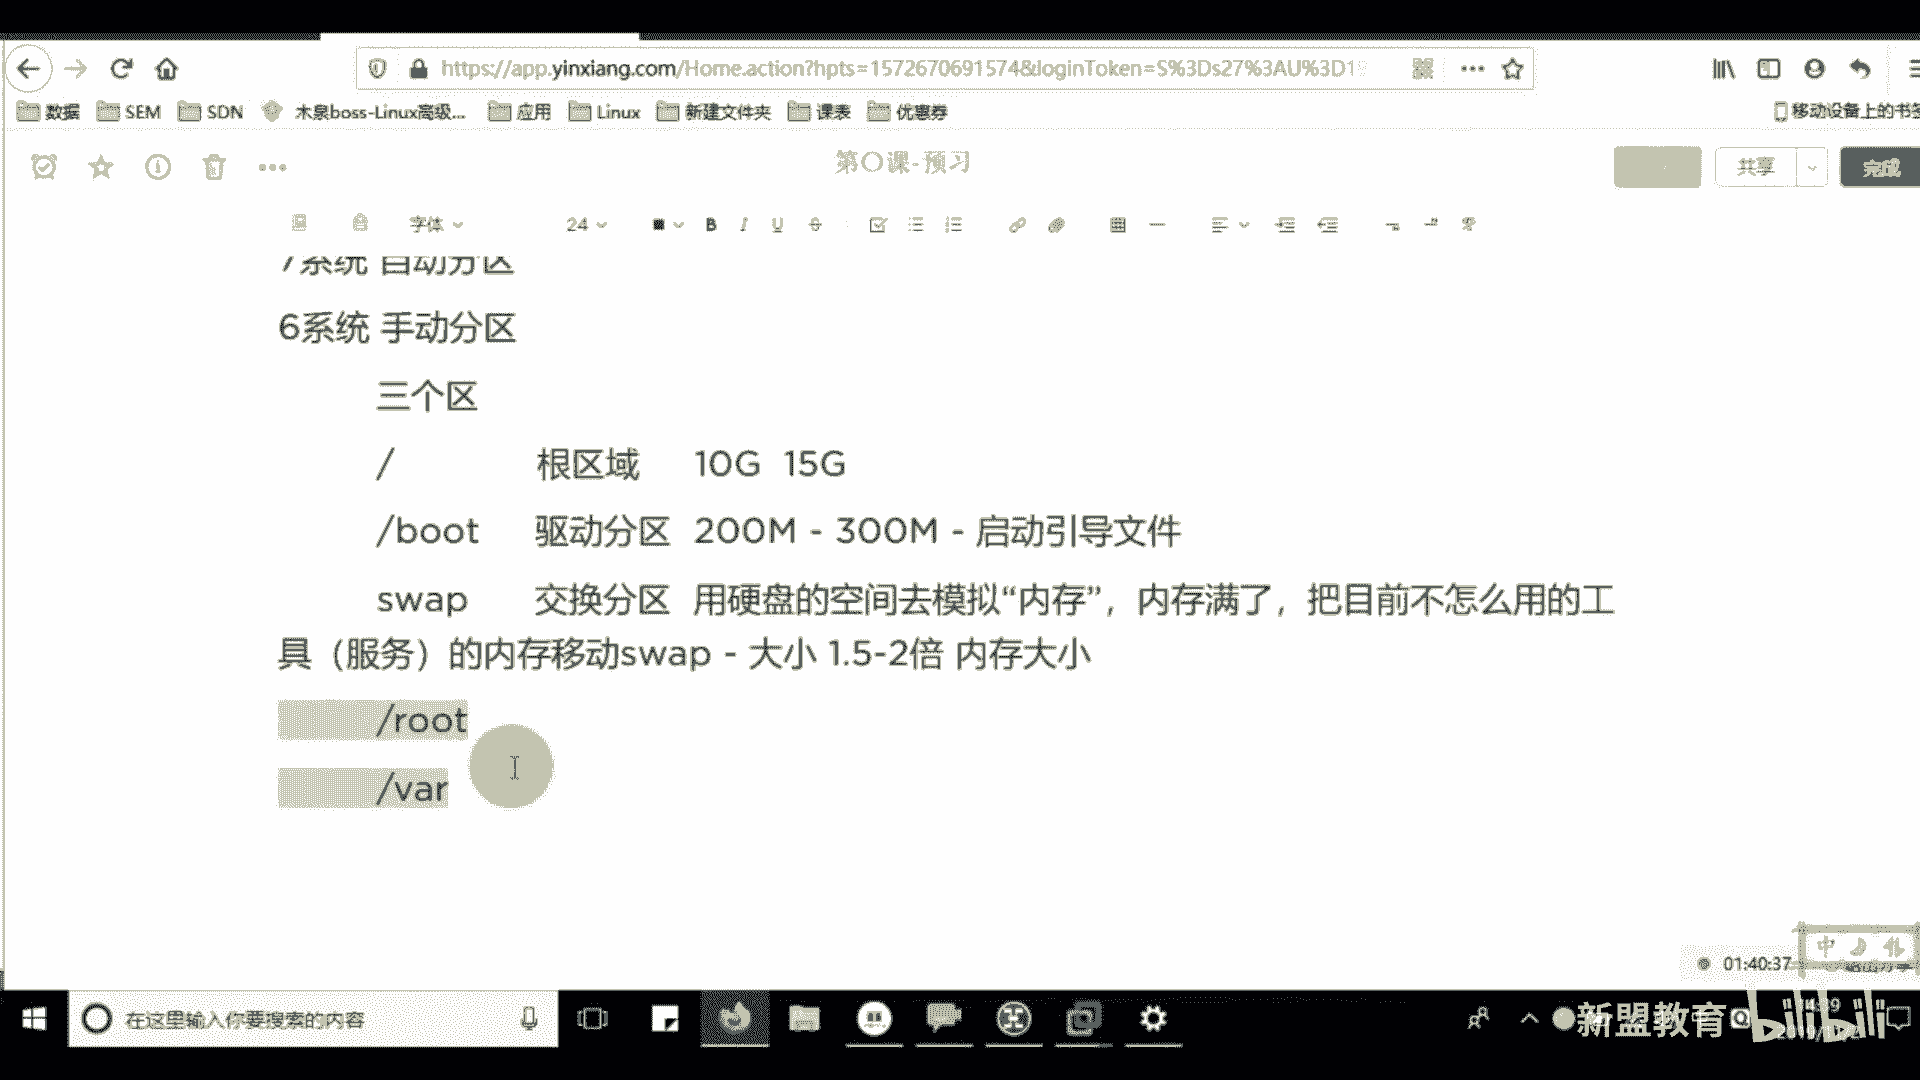 https://app.yinxiang.com/Home.action?hpts=1572670691574&loginToken=S%3Ds27%3AU%3D1
数据 SEM SDN 木泉boss-Linux高级... 应用 Linux 新建文件夹 课表 优惠券 移动设备上的书签
第〇课-预习
共享 完成
字体 24 B I U
7系统 自动分区
6系统 手动分区
三个区
/ 根区域 10G 15G
/boot 驱动分区 200M - 300M - 启动引导文件
swap 交换分区 用硬盘的空间去模拟“内存”，内存满了，把目前不怎么用的工
具（服务）的内存移动swap - 大小 1.5-2倍 内存大小
/root
/var
中
01:40:37
在这里输入你要搜索的内容
新盟教育 bilibili